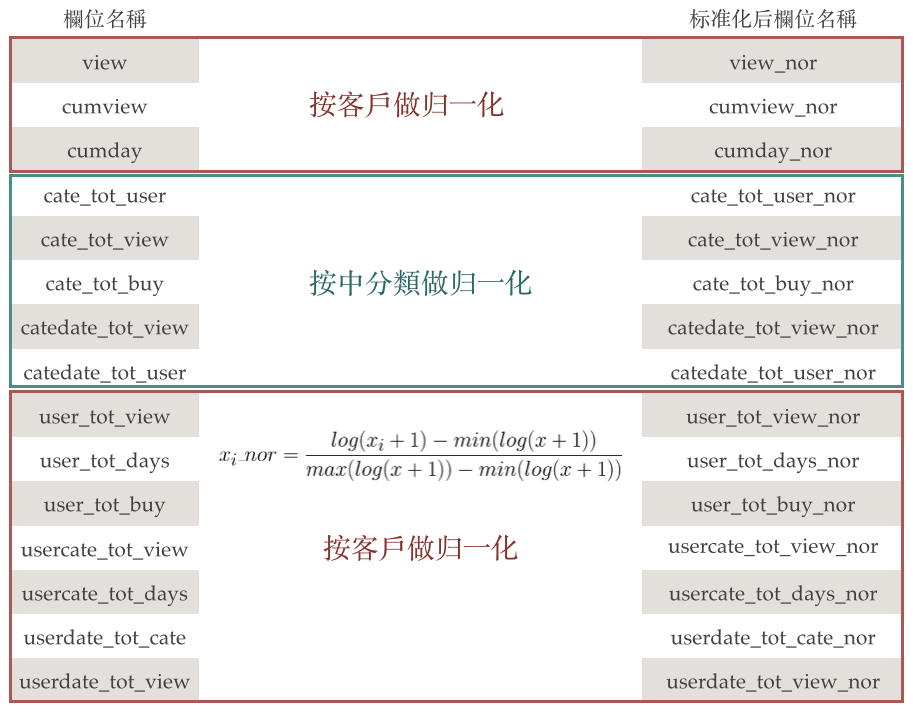 欄位名稱 标准化后欄位名稱
view view_nor
cumview 按客戶做归一化 cumview_nor
cumday cumday_nor
cate_tot_user cate_tot_user_nor
cate_tot_view cate_tot_view_nor
cate_tot_buy 按中分類做归一化 cate_tot_buy_nor
catedate_tot_view catedate_tot_view_nor
catedate_tot_user catedate_tot_user_nor
user_tot_view user_tot_view_nor
user_tot_days x_i_nor = \frac{log(x_i + 1) - min(log(x + 1))}{max(log(x + 1)) - min(log(x + 1))} user_tot_days_nor
user_tot_buy user_tot_buy_nor
usercate_tot_view 按客戶做归一化 usercate_tot_view_nor
usercate_tot_days usercate_tot_days_nor
userdate_tot_cate userdate_tot_cate_nor
userdate_tot_view userdate_tot_view_nor